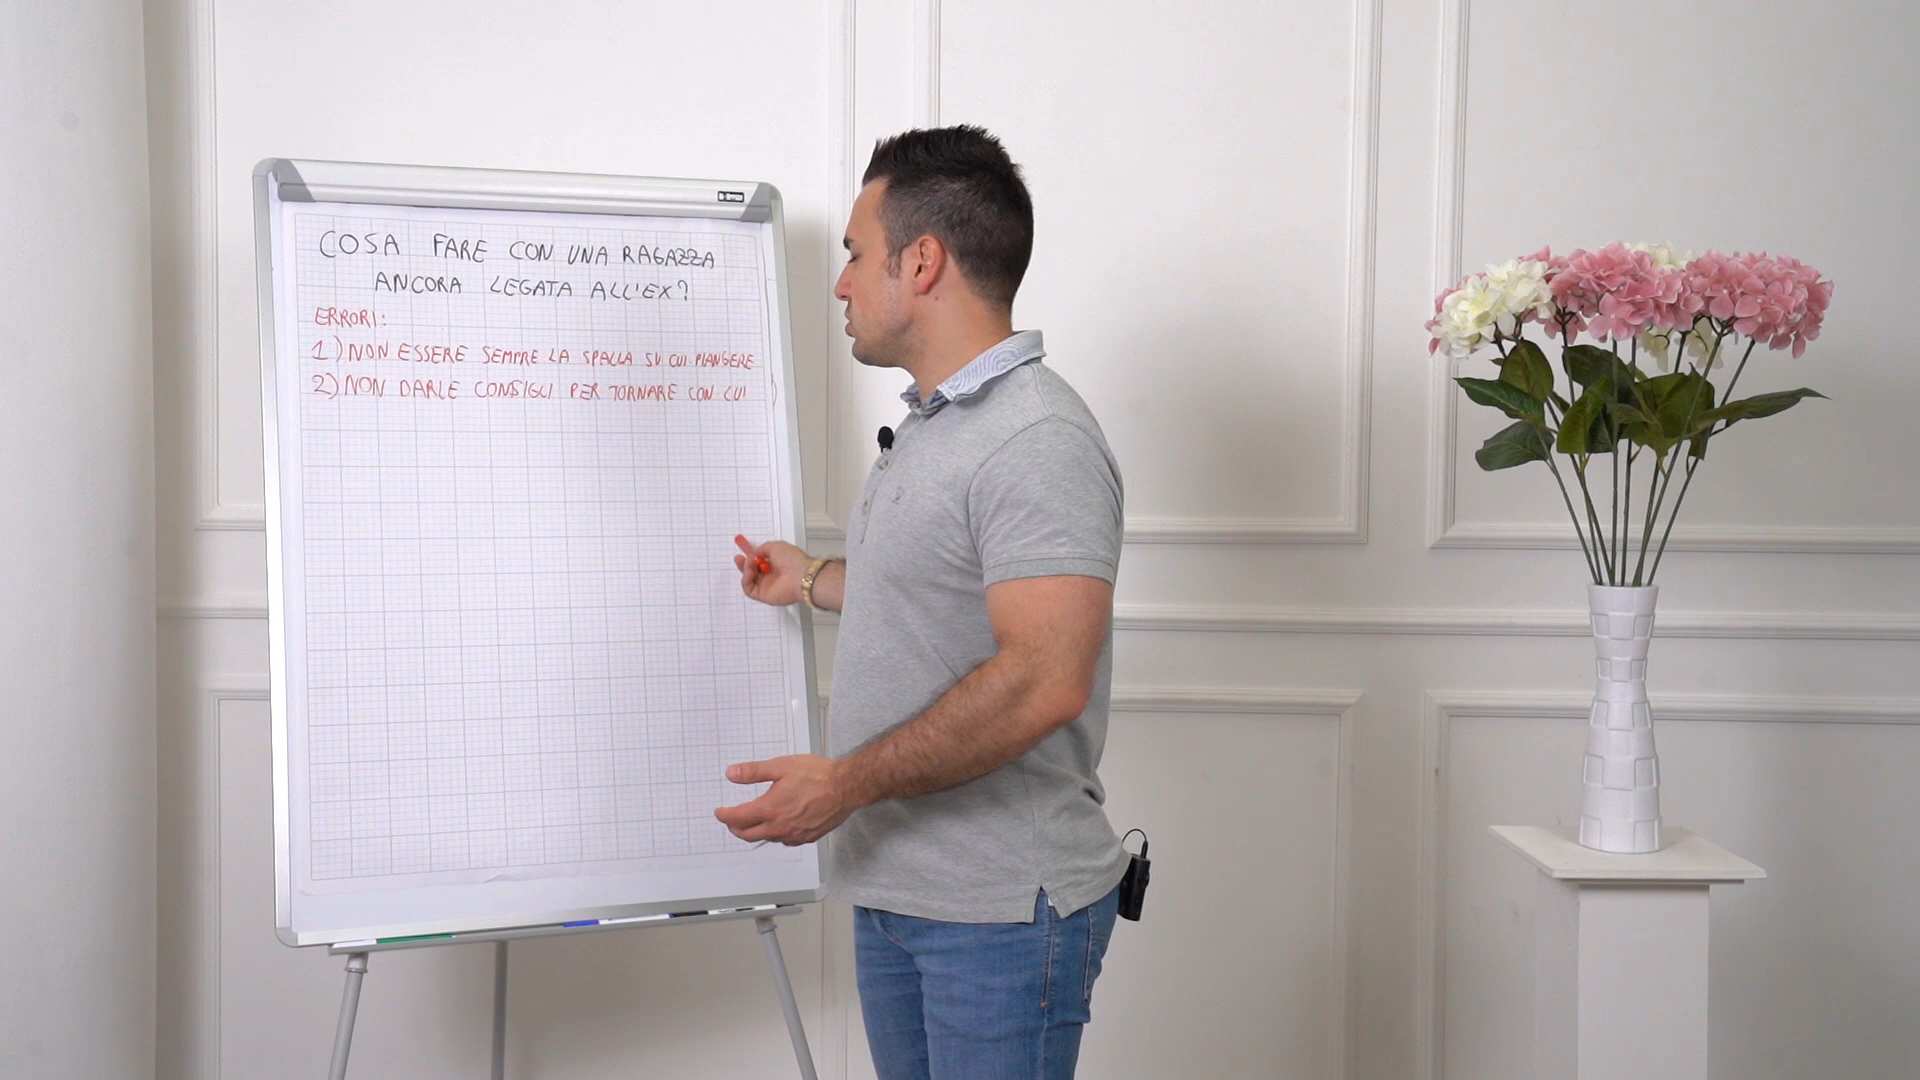 COSA FARE CON UNA RAGAZZA
ANCORA LEGATA ALL'EX?
ERRORI:
1) NON ESSERE SEMPRE LA SPALLA SU CUI PIANGERE
2) NON DARLE CONSIGLI PER TORNARE CON LUI